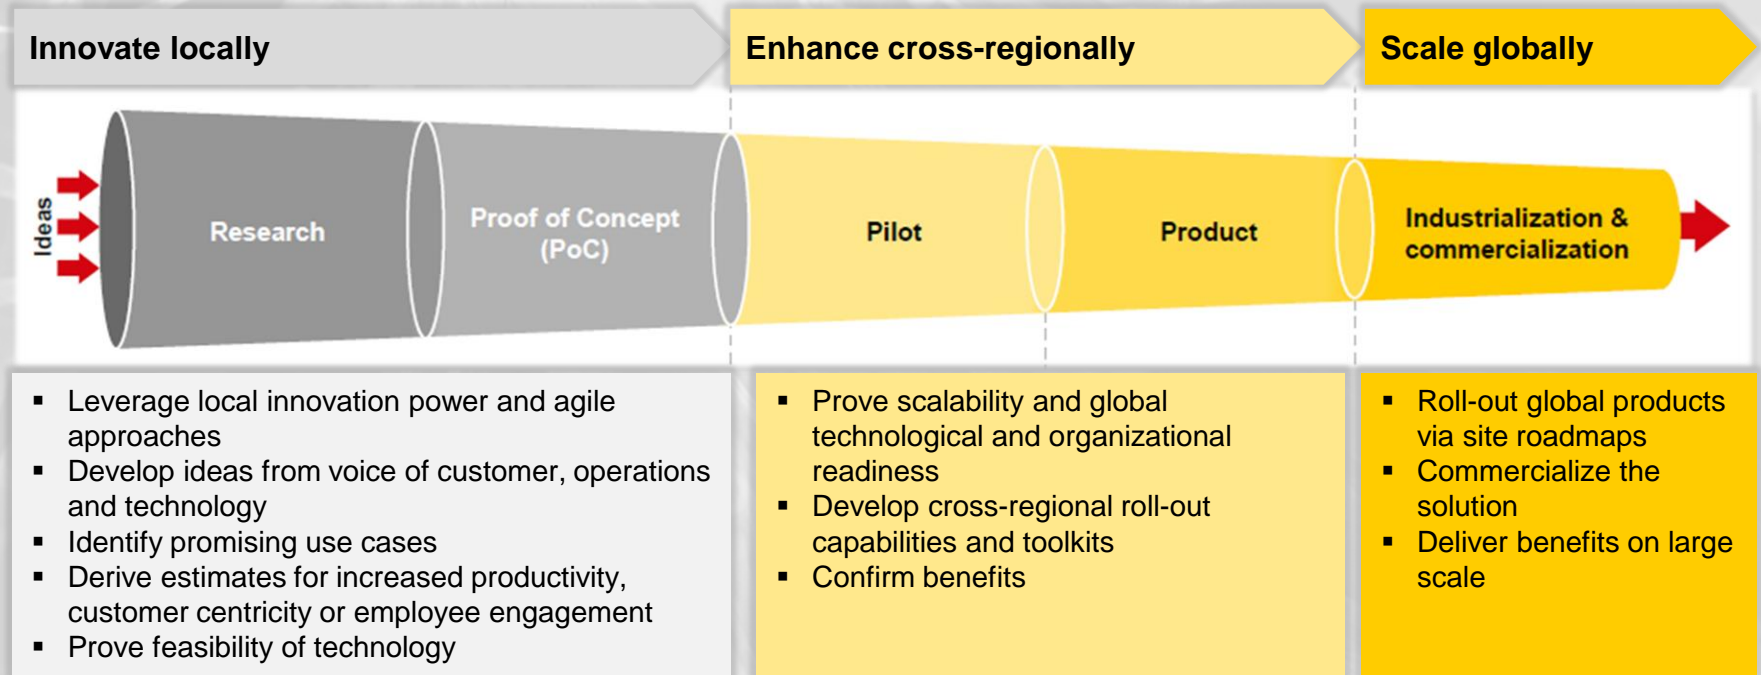 Innovate locally
Enhance cross-regionally
Scale globally
Ideas
Research
Proof of Concept
(PoC)
Pilot
Product
Industrialization &
commercialization
▪ Leverage local innovation power and agile
approaches
▪ Develop ideas from voice of customer, operations
and technology
▪ Identify promising use cases
▪ Derive estimates for increased productivity,
customer centricity or employee engagement
▪ Prove feasibility of technology
▪ Prove scalability and global
technological and organizational
readiness
▪ Develop cross-regional roll-out
capabilities and toolkits
▪ Confirm benefits
▪ Roll-out global products
via site roadmaps
▪ Commercialize the
solution
▪ Deliver benefits on large
scale